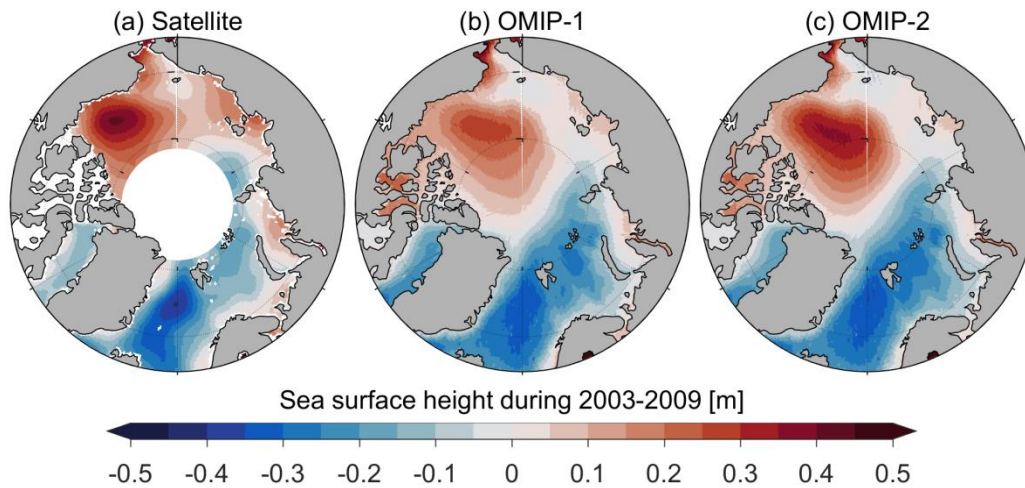 (a) Satellite (b) OMIP-1 (c) OMIP-2
Sea surface height during 2003-2009 [m]
-0.5 -0.4 -0.3 -0.2 -0.1 0 0.1 0.2 0.3 0.4 0.5